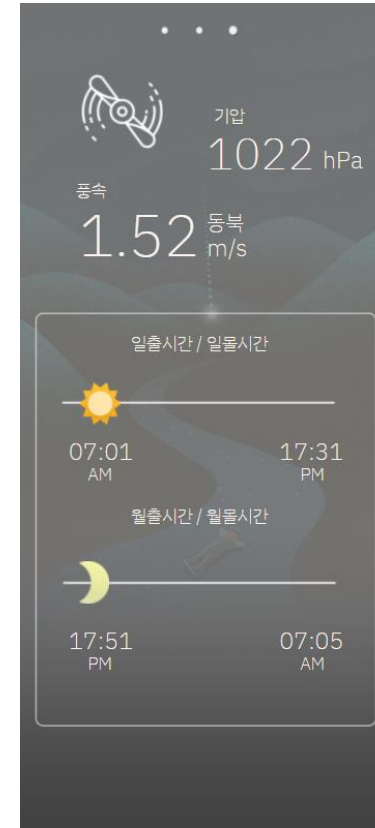 기압
1022 hPa
풍속
1.52 동북
m/s
일출시간 / 일몰시간
07:01 17:31
AM PM
월출시간 / 월몰시간
17:51 07:05
PM AM